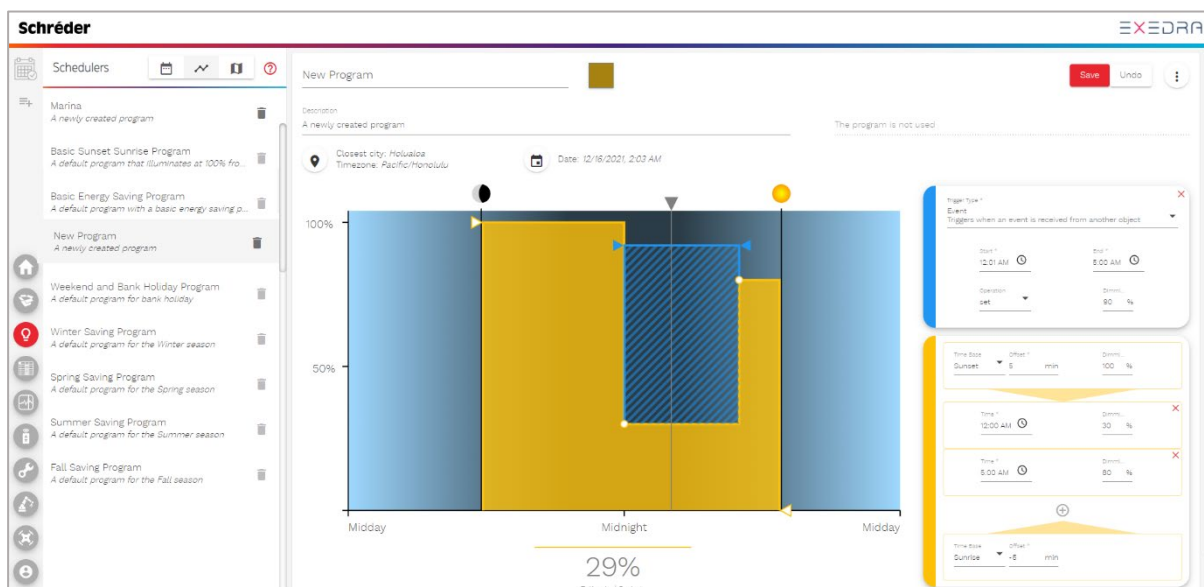 Schréder
EXEDRA
Schedulers
New Program
Save
Undo
Marina
A newly created program
Basic Sunset Sunrise Program
A default program that illuminates at 100% fro...
Basic Energy Saving Program
A default program with a basic energy saving p...
New Program
A newly created program
Weekend and Bank Holiday Program
A default program for bank holiday
Winter Saving Program
A default program for the Winter season
Spring Saving Program
A default program for the Spring season
Summer Saving Program
A default program for the Summer season
Fall Saving Program
A default program for the Fall season
Description
A newly created program
The program is not used
Closest city: Holualoa
Timezone: Pacific/Honolulu
Date: 12/16/2021, 2:03 AM
100%
50%
Midday
Midnight
Midday
29%
Trigger Type *
Event
Triggers when an event is received from another object
Start *
End *
12:01 AM
5:00 AM
Operation
Dimmi...
set
90 %
Time Base
Offset *
Dimmi...
Sunset
5 min
100 %
Time *
Dimmi...
12:00 AM
30 %
Time *
Dimmi...
5:00 AM
80 %
Time Base
Offset *
Sunrise
-5 min